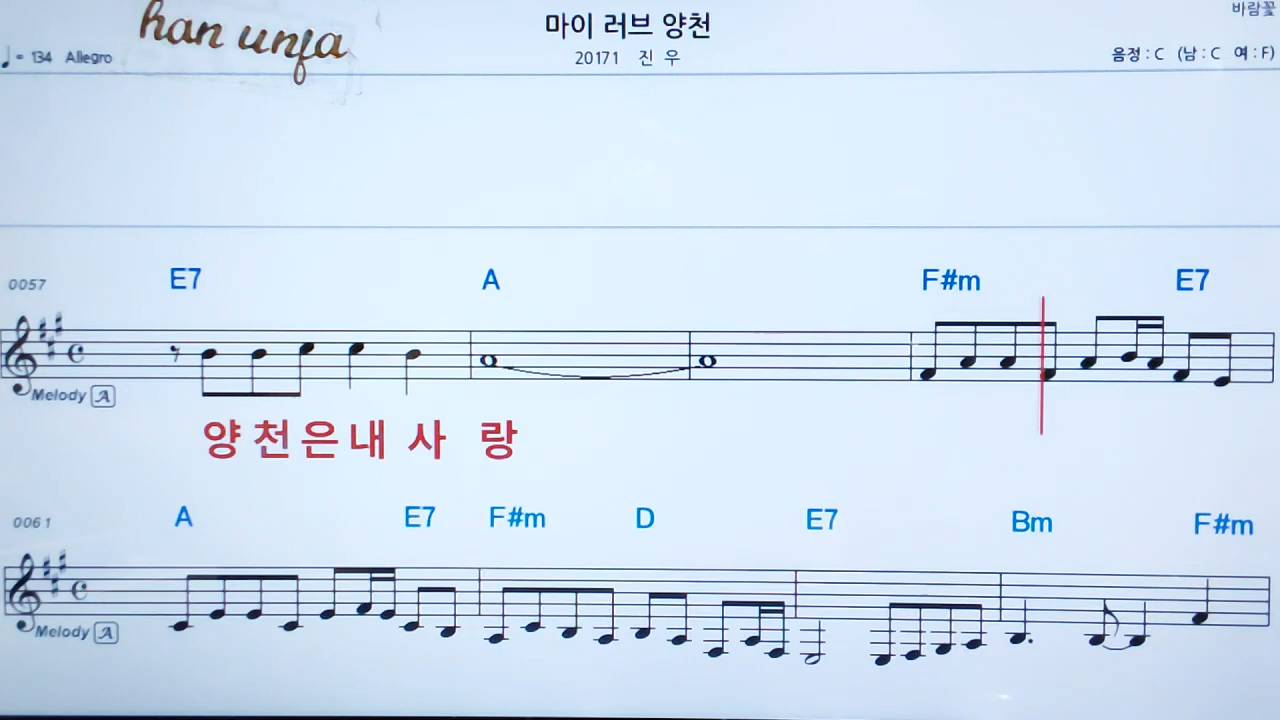 바람꽃
han unja
마이 러브 양천
♩= 134 Allegro
20171 진 우
음정 : C (남 : C 여 : F)
E7 A F#m E7
0057
Melody A
양 천 은 내 사 랑
A E7 F#m D E7 Bm F#m
0061
Melody A